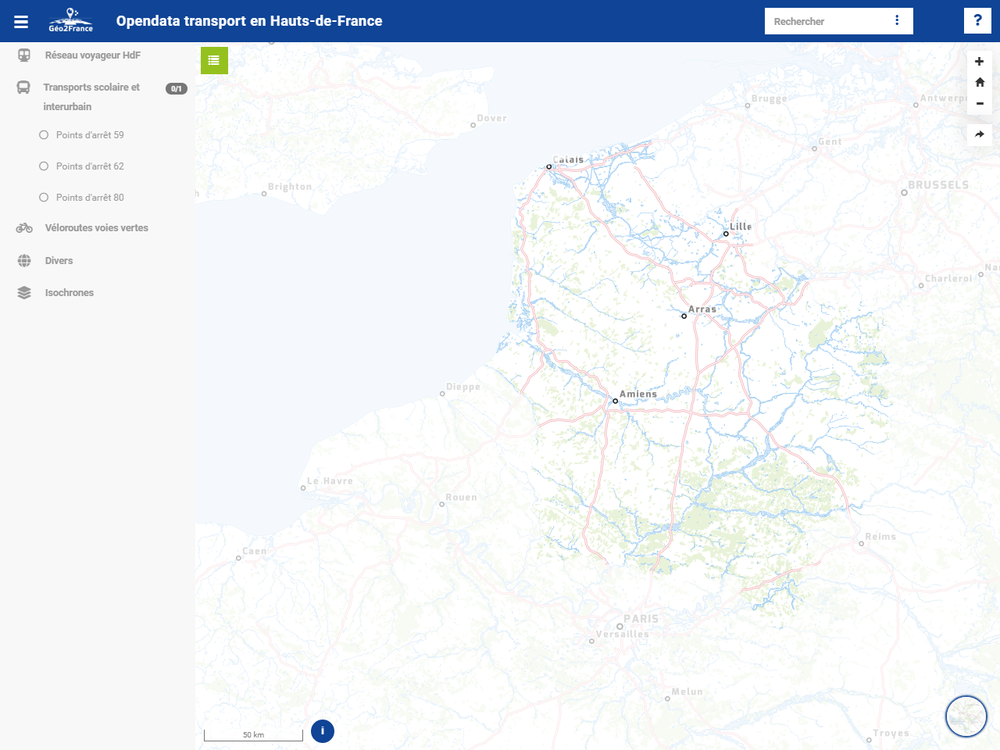 Géo2France
Opendata transport en Hauts-de-France
Rechercher
?
Réseau voyageur HdF
Transports scolaire et
interurbain
0/1
Points d'arrêt 59
Points d'arrêt 62
Points d'arrêt 80
Véloroutes voies vertes
Divers
Isochrones
Brugge
Antwerp
Dover
Gent
Calais
BRUSSELS
Brighton
Lille
Charleroi
Arras
Dieppe
Amiens
Le Havre
Rouen
Reims
Caen
PARIS
Versailles
Melun
Troyes
50 km
i